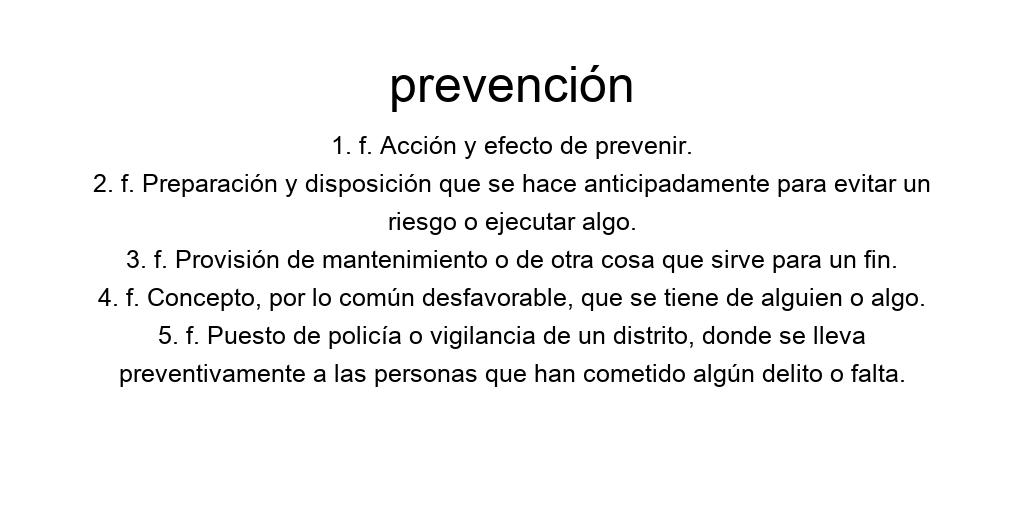 prevención
1. f. Acción y efecto de prevenir.
2. f. Preparación y disposición que se hace anticipadamente para evitar un
riesgo o ejecutar algo.
3. f. Provisión de mantenimiento o de otra cosa que sirve para un fin.
4. f. Concepto, por lo común desfavorable, que se tiene de alguien o algo.
5. f. Puesto de policía o vigilancia de un distrito, donde se lleva
preventivamente a las personas que han cometido algún delito o falta.